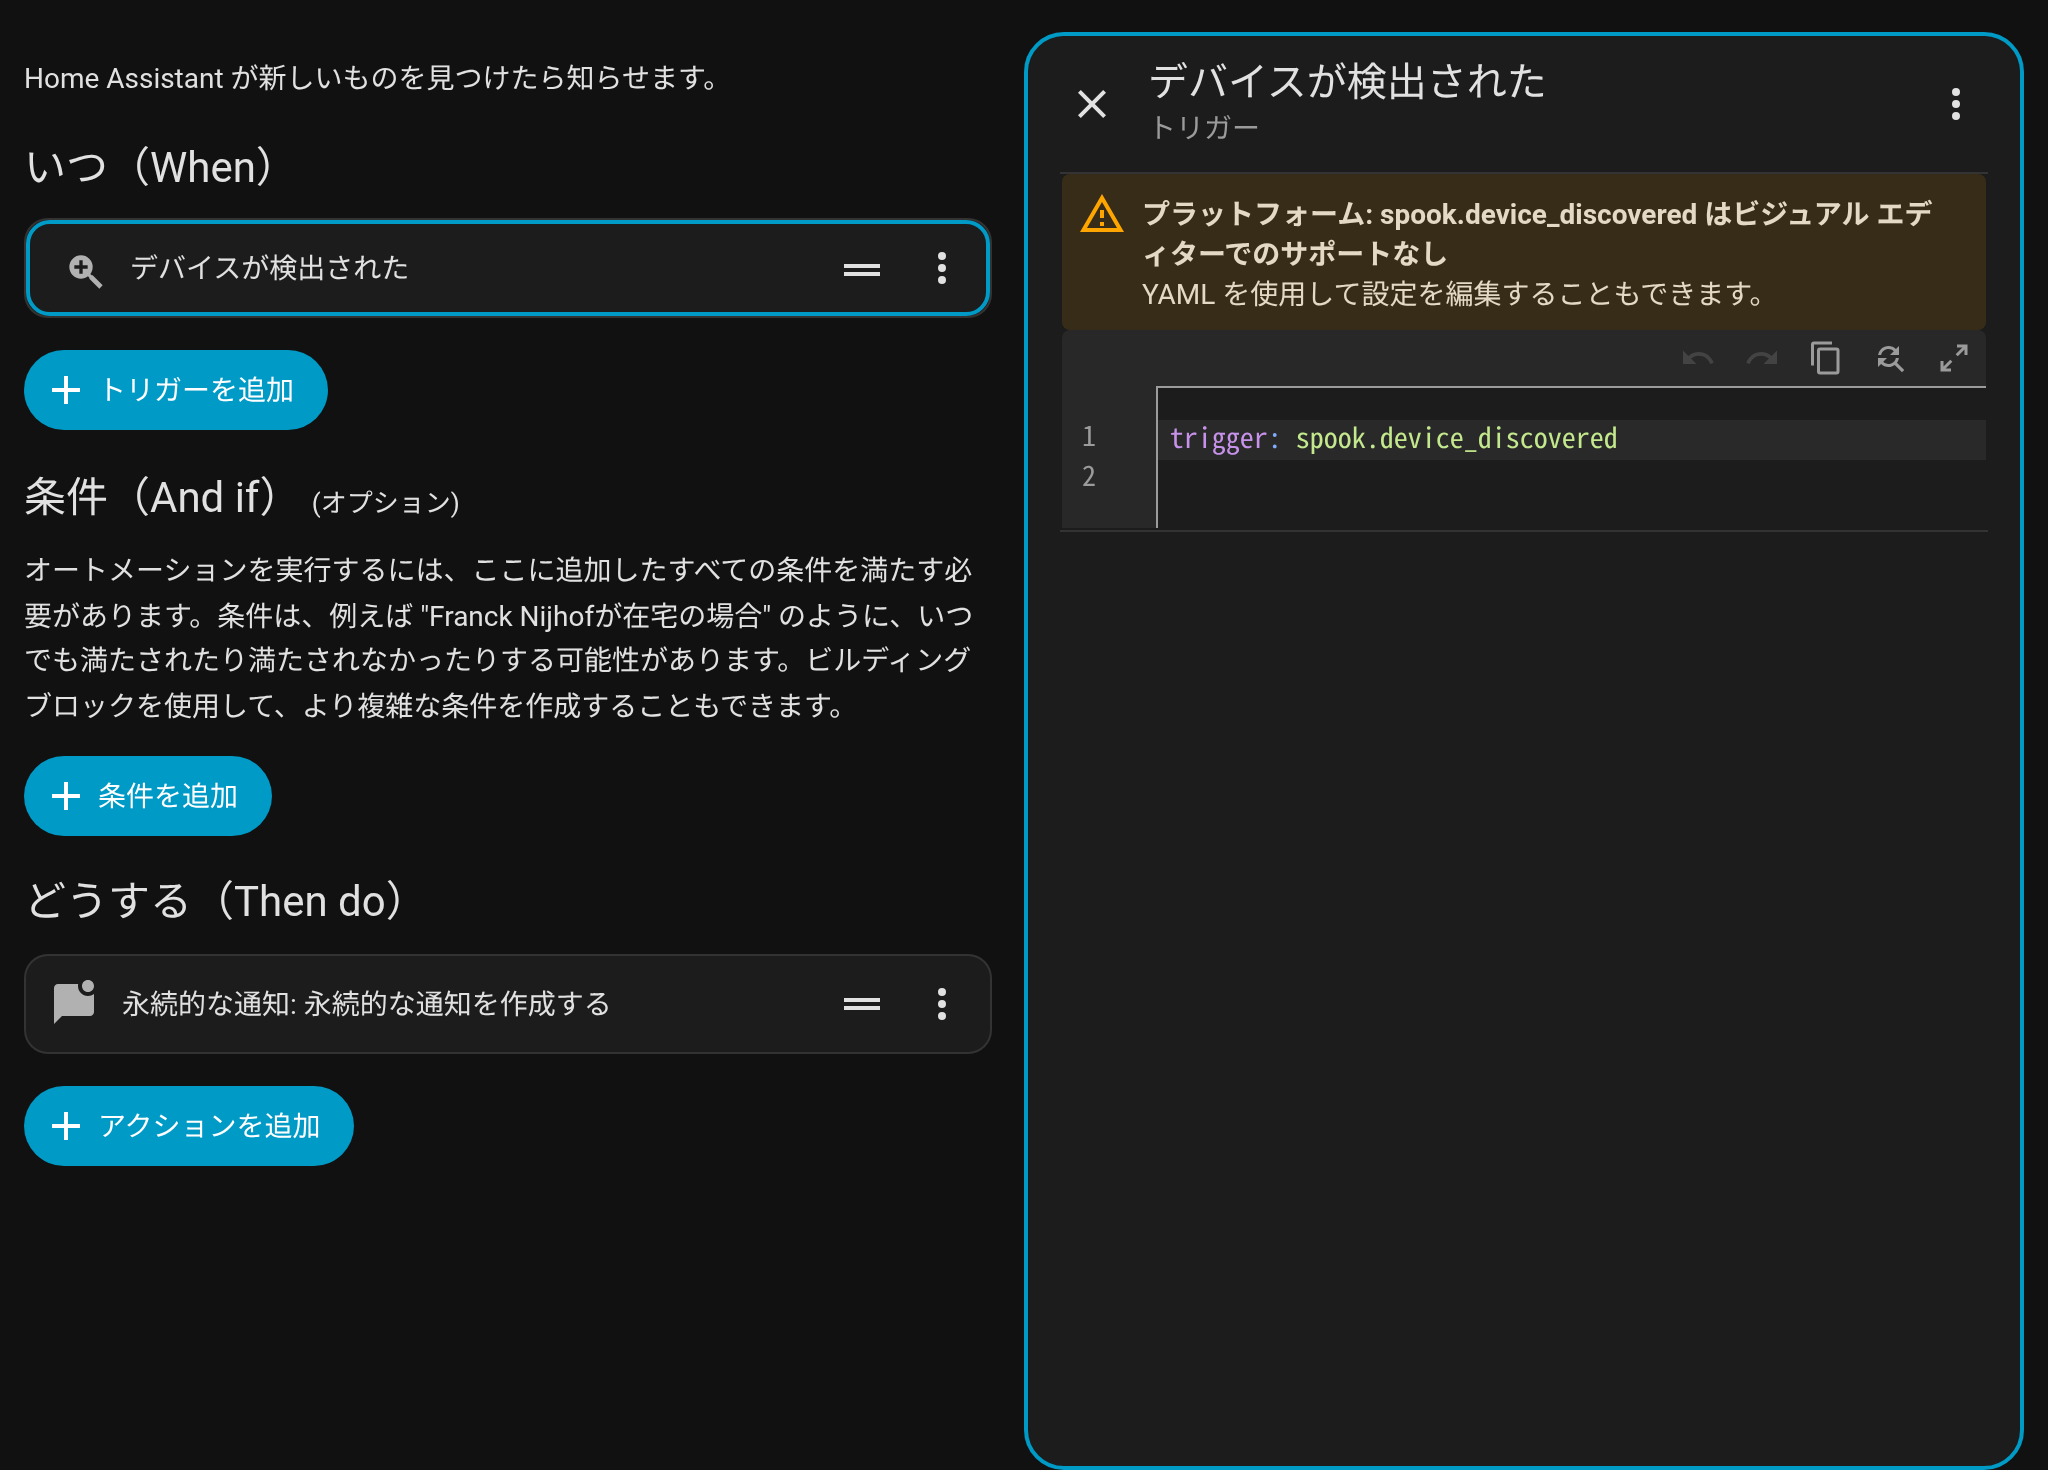 Home Assistant が新しいものを見つけたら知らせます。
いつ（When）
デバイスが検出された
トリガーを追加
条件（And if） (オプション)
オートメーションを実行するには、ここに追加したすべての条件を満たす必
要があります。条件は、例えば "Franck Nijhofが在宅の場合" のように、いつ
でも満たされたり満たされなかったりする可能性があります。ビルディング
ブロックを使用して、より複雑な条件を作成することもできます。
条件を追加
どうする（Then do）
永続的な通知: 永続的な通知を作成する
アクションを追加
デバイスが検出された
トリガー
プラットフォーム: spook.device_discovered はビジュアル エデ
ィターでのサポートなし
YAML を使用して設定を編集することもできます。
1 trigger: spook.device_discovered
2